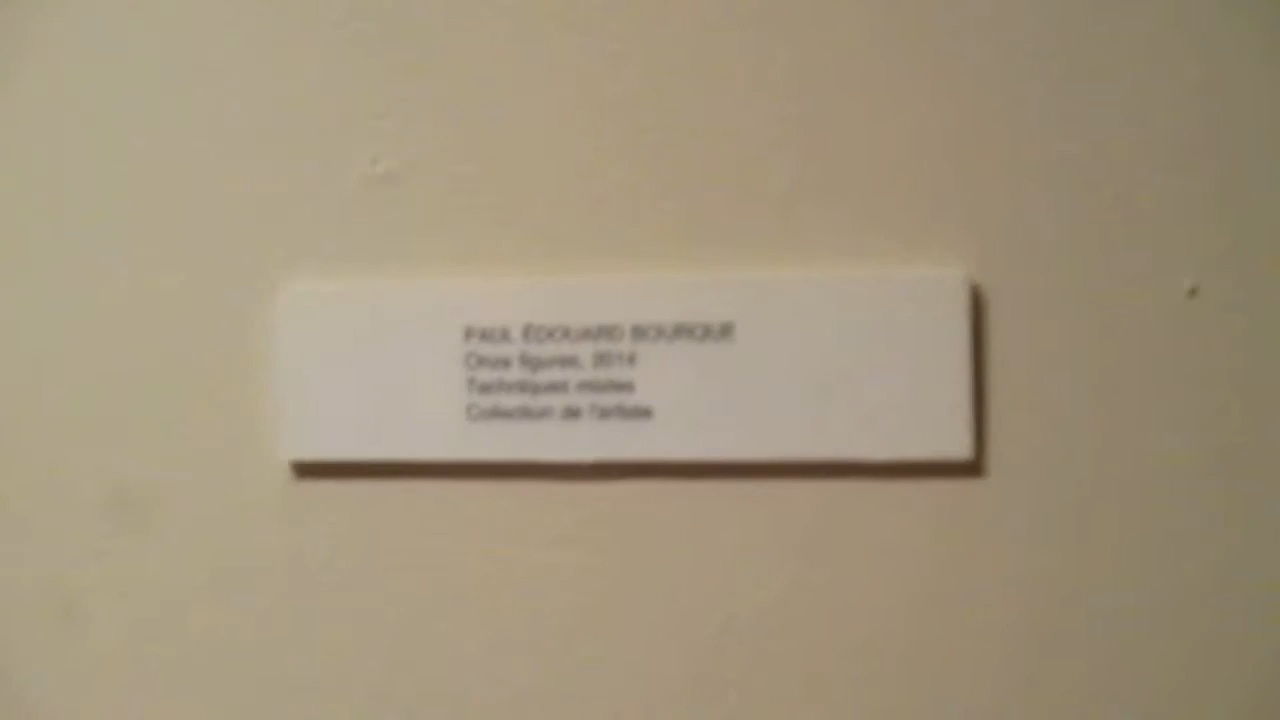 PAUL ÉDOUARD BOURQUE
Onze figures, 2014
Techniques mixtes
Collection de l'artiste